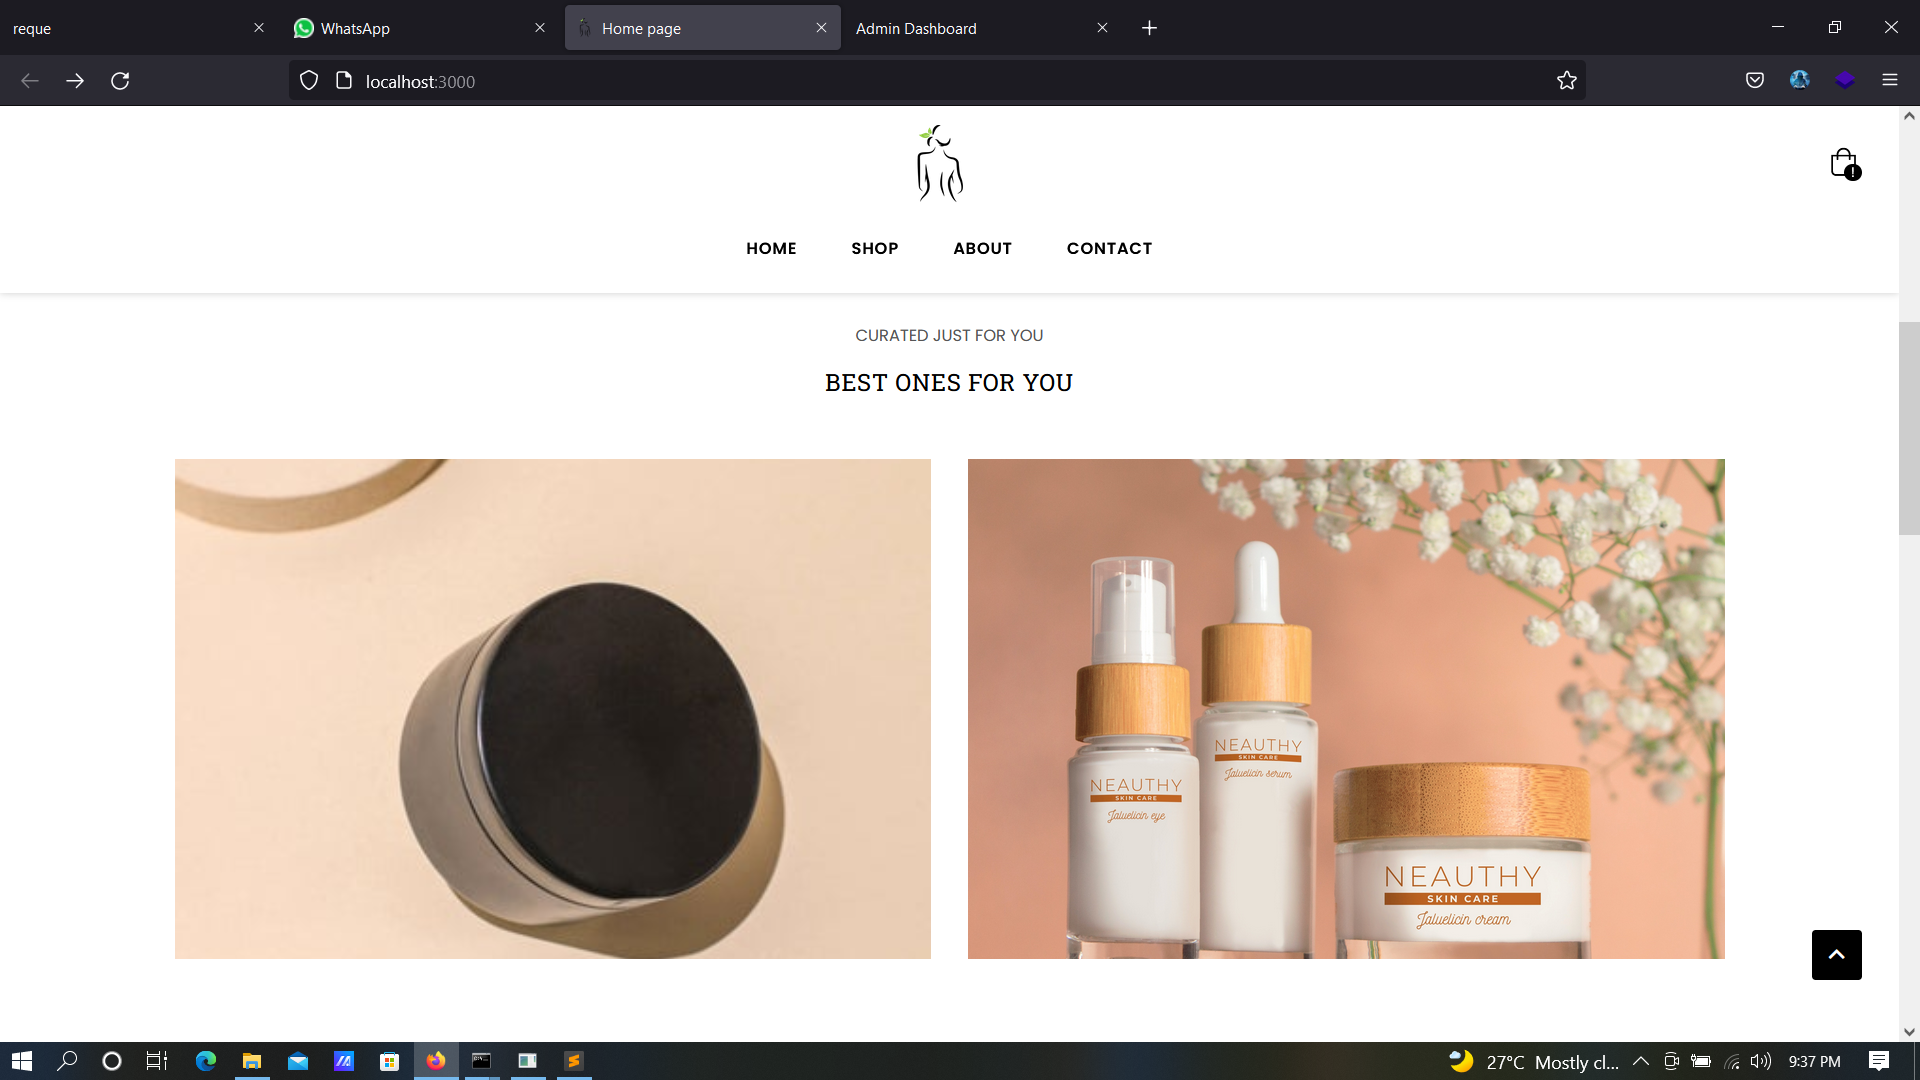 reque
WhatsApp
Home page
Admin Dashboard
localhost:3000
!
HOME
SHOP
ABOUT
CONTACT
CURATED JUST FOR YOU
BEST ONES FOR YOU
NEAUTHY
SKIN CARE
Jaluelicin eye
NEAUTHY
SKIN CARE
Jaluelicin serum
NEAUTHY
SKIN CARE
Jaluelicin cream
27°C Mostly cl...
9:37 PM